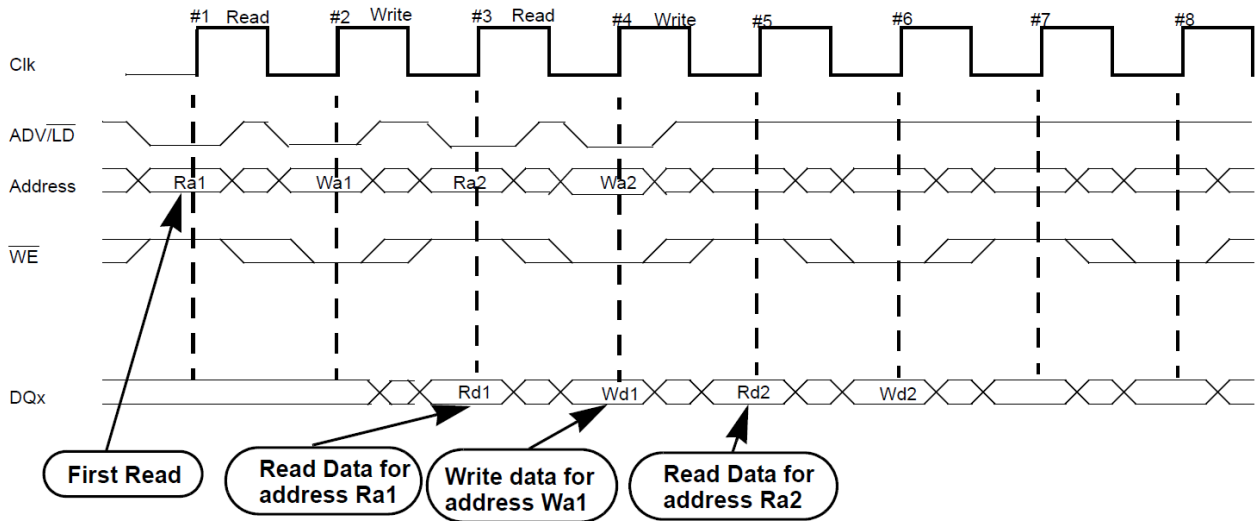 #1 Read #2 Write #3 Read #4 Write #5 #6 #7 #8
Clk
ADV/LD
Address Ra1 Wa1 Ra2 Wa2
WE
DQx Rd1 Wd1 Rd2 Wd2
First Read
Read Data for
address Ra1
Write data for
address Wa1
Read Data for
address Ra2